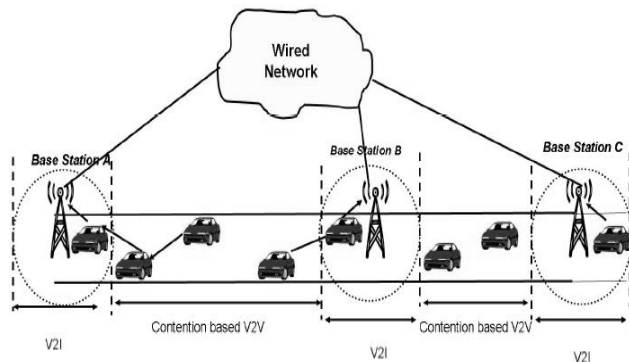 Wired
Network
Base Station A
Base Station B
Base Station C
Contention based V2V
Contention based V2V
V2I
V2I
V2I